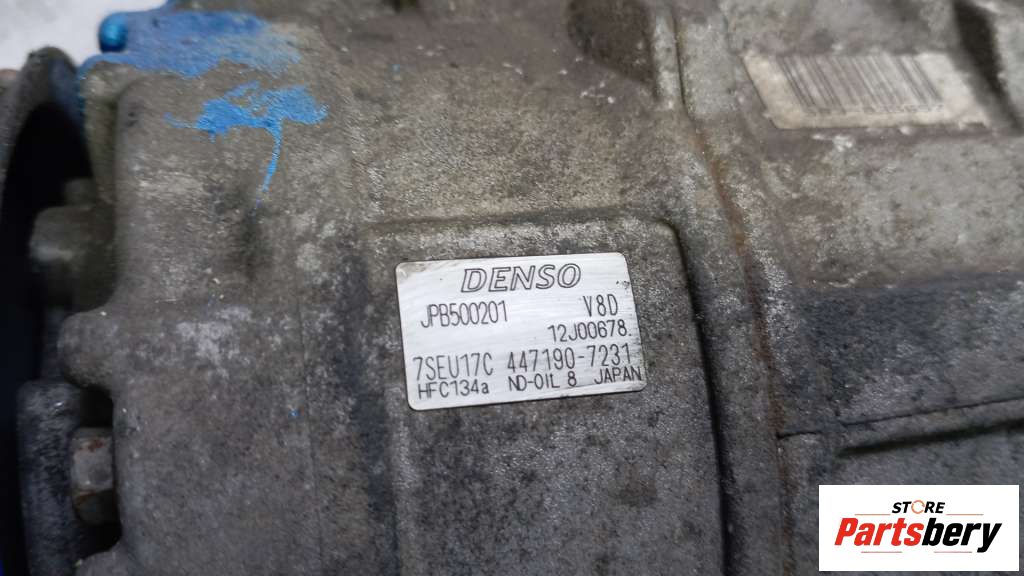 DENSO
JPB500201 V8D
12J00678.
7SEU17C 447190-7231
HFC134a ND-OIL 8 JAPAN
STORE
Partsbery